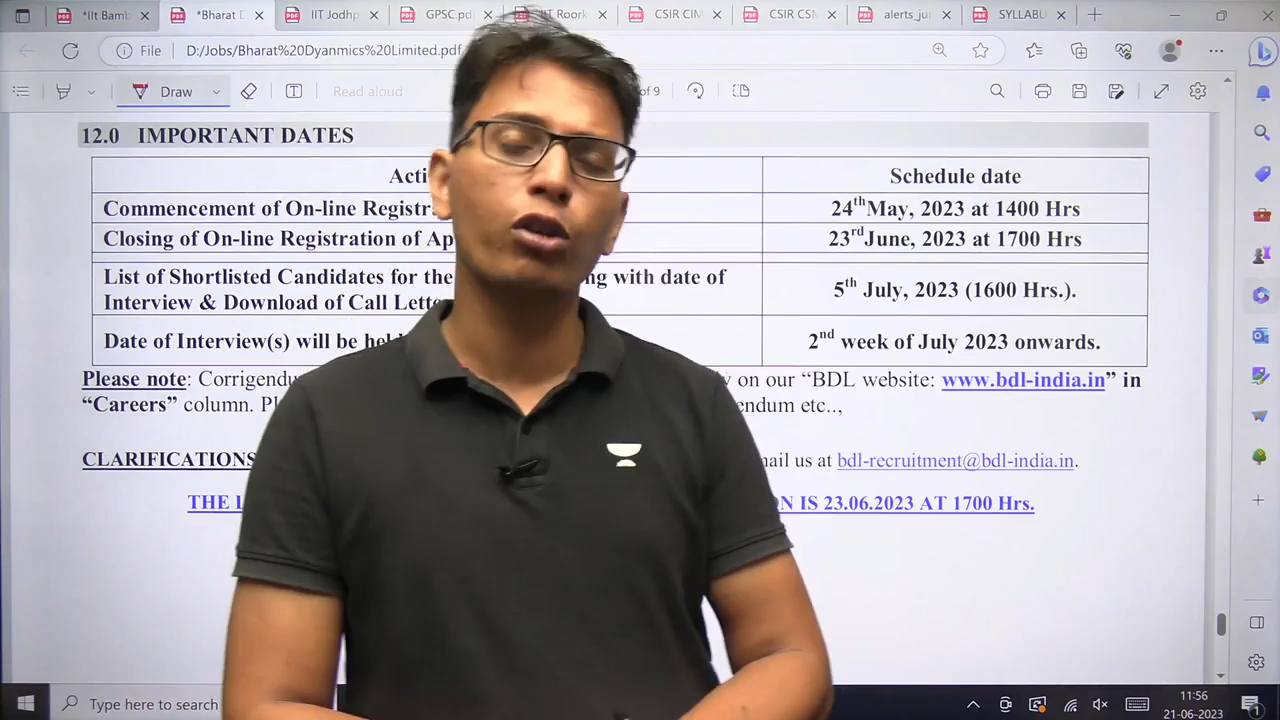 *IIt Bamb
*Bharat D
IIT Jodhp
GPSC.pd
*IIT Roork
CSIR CIM
CSIR CSM
alerts_ju
SYLLABU
File
D:/Jobs/Bharat%20Dyanmics%20Limited.pdf
Draw
Read aloud
of 9
12.0 IMPORTANT DATES
Acti
Schedule date
Commencement of On-line Registr
24th May, 2023 at 1400 Hrs
Closing of On-line Registration of Ap
23rd June, 2023 at 1700 Hrs
List of Shortlisted Candidates for the ng with date of
Interview & Download of Call Lette
5th July, 2023 (1600 Hrs.).
Date of Interview(s) will be hel
2nd week of July 2023 onwards.
Please note: Corrigendu y on our “BDL website: www.bdl-india.in” in
“Careers” column. Pl endum etc..,
CLARIFICATIONS nail us at bdl-recruitment@bdl-india.in.
THE L N IS 23.06.2023 AT 1700 Hrs.
Type here to search
11:56
21-06-2023
1